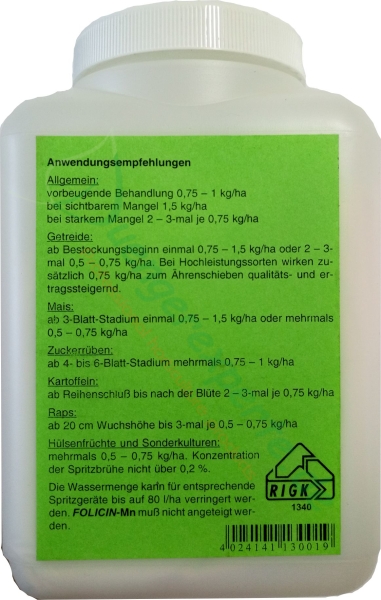 Anwendungsempfehlungen
Allgemein:
vorbeugende Behandlung 0,75 – 1 kg/ha
bei sichtbarem Mangel 1,5 kg/ha
bei starkem Mangel 2 – 3-mal je 0,75 kg/ha
Getreide:
ab Bestockungsbeginn einmal 0,75 – 1,5 kg/ha oder 2 – 3-
mal 0,5 – 0,75 kg/ha. Bei Hochleistungssorten wirken zu-
sätzlich 0,75 kg/ha zum Ährenschieben qualitäts- und er-
tragssteigernd.
Mais:
ab 3-Blatt-Stadium einmal 0,75 – 1,5 kg/ha oder mehrmals
0,5 – 0,75 kg/ha.
Zuckerrüben:
ab 4- bis 6-Blatt-Stadium mehrmals 0,75 – 1 kg/ha
Kartoffeln:
ab Reihenschluß bis nach der Blüte 2 – 3-mal je 0,75 kg/ha
Raps:
ab 20 cm Wuchshöhe bis 3-mal je 0,5 – 0,75 kg/ha
Hülsenfrüchte und Sonderkulturen:
mehrmals 0,5 – 0,75 kg/ha. Konzentration
der Spritzbrühe nicht über 0,2 %.
Die Wassermenge kann für entsprechende
Spritzgeräte bis auf 80 l/ha verringert wer-
den. FOLICIN-Mn muß nicht angeteigt wer-
den.
RIGK
1340
4 024141 130019